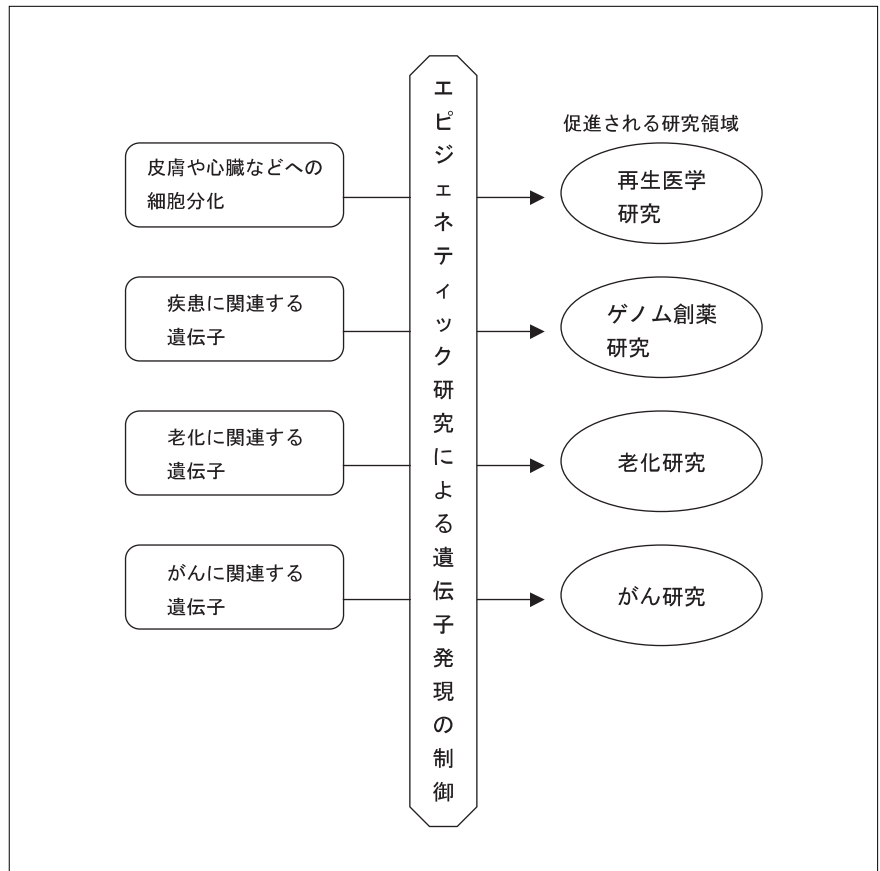 促進される研究領域
皮膚や心臓などへの
細胞分化
再生医学
研究
疾患に関連する
遺伝子
ゲノム創薬
研究
老化に関連する
遺伝子
老化研究
がんに関連する
遺伝子
がん研究
エピジェネティック研究による遺伝子発現の制御